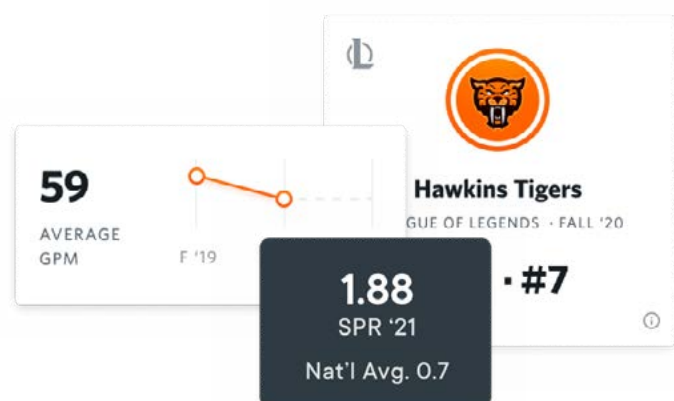 Hawkins Tigers
GUE OF LEGENDS · FALL '20
· #7
59
AVERAGE
GPM
F '19
1.88
SPR '21
Nat'l Avg. 0.7